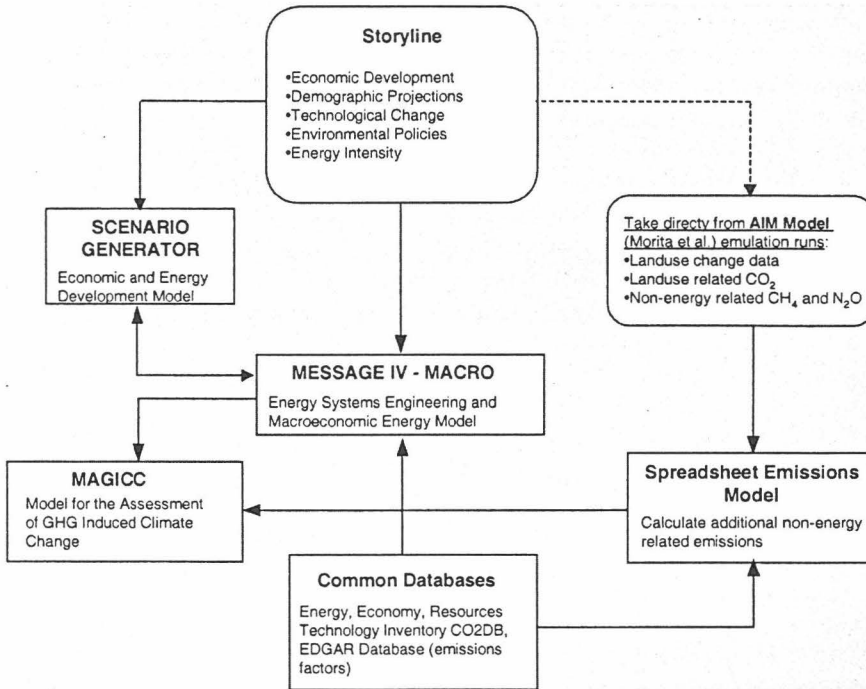 Storyline
•Economic Development
•Demographic Projections
•Technological Change
•Environmental Policies
•Energy Intensity
SCENARIO
GENERATOR
Economic and Energy
Development Model
Take directy from AIM Model
(Morita et al.) emulation runs:
•Landuse change data
•Landuse related CO₂
•Non-energy related CH₄ and N₂O
MESSAGE IV - MACRO
Energy Systems Engineering and
Macroeconomic Energy Model
MAGICC
Model for the Assessment
of GHG Induced Climate
Change
Spreadsheet Emissions
Model
Calculate additional non-energy
related emissions
Common Databases
Energy, Economy, Resources
Technology Inventory CO2DB,
EDGAR Database (emissions
factors)